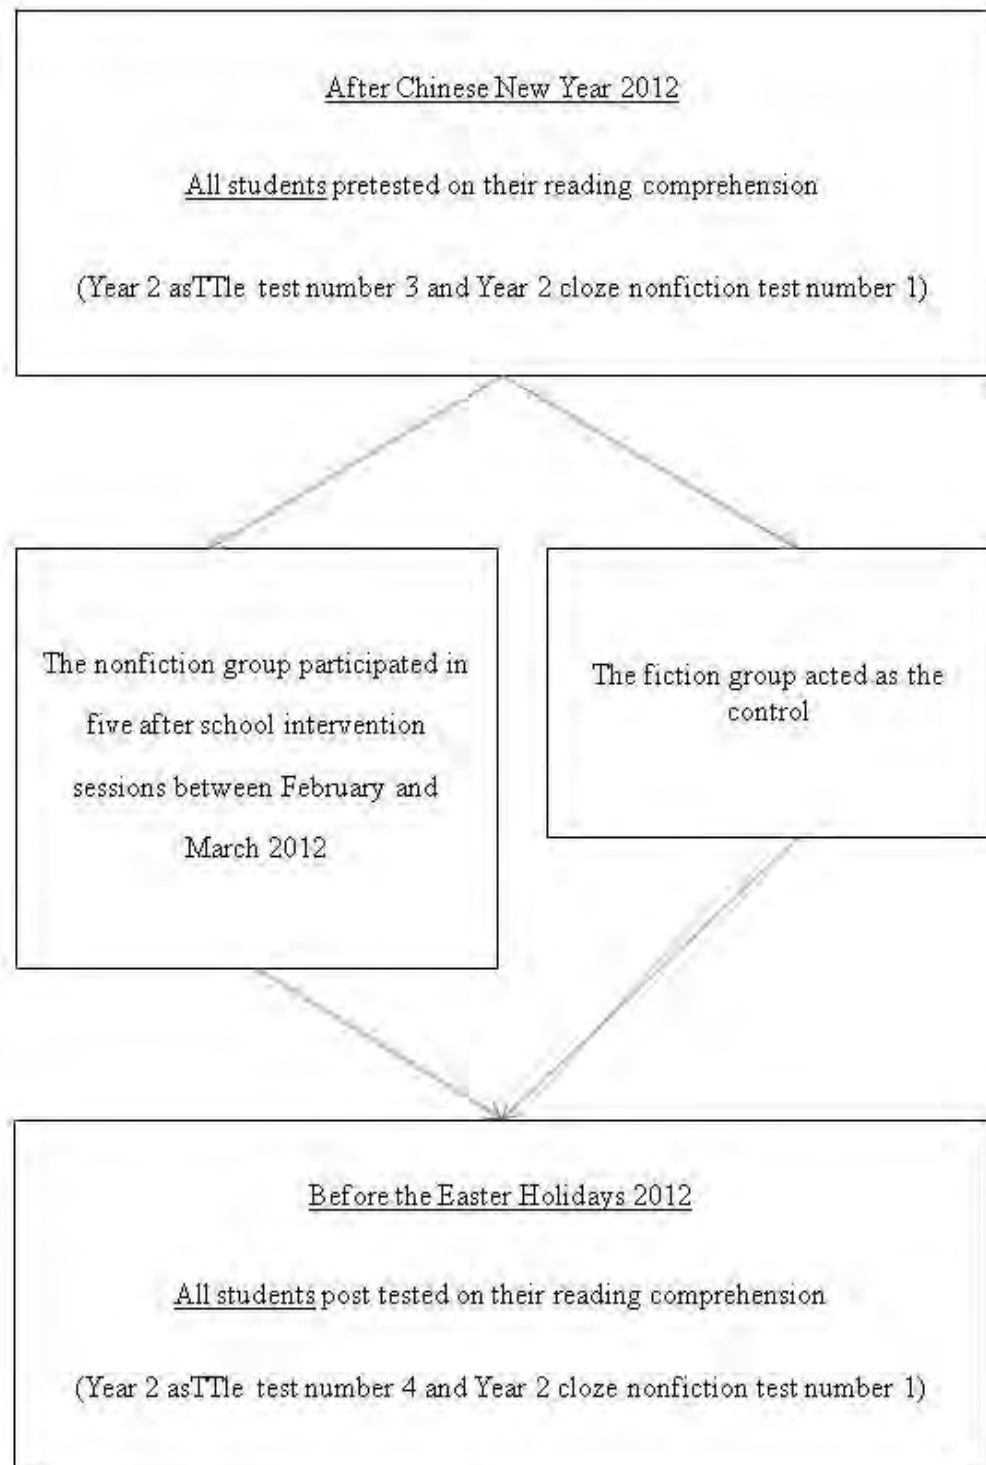 After Chinese New Year 2012
All students pretested on their reading comprehension
(Year 2 asTTle test number 3 and Year 2 cloze nonfiction test number 1)
The nonfiction group participated in
five after school intervention
sessions between February and
March 2012
The fiction group acted as the
control
Before the Easter Holidays 2012
All students post tested on their reading comprehension
(Year 2 asTTle test number 4 and Year 2 cloze nonfiction test number 1)